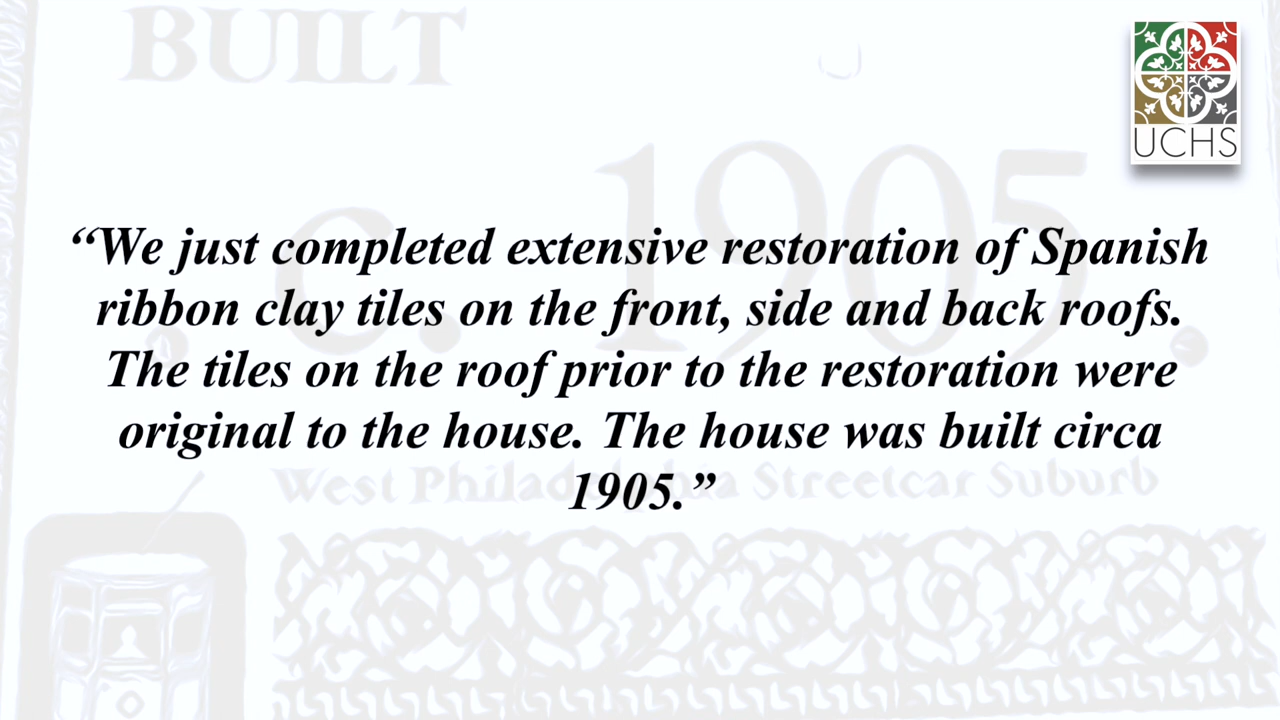 BUILT
UCHS
c. 1905
“We just completed extensive restoration of Spanish
ribbon clay tiles on the front, side and back roofs.
The tiles on the roof prior to the restoration were
original to the house. The house was built circa
1905.”
West Philadelphia Streetcar Suburb